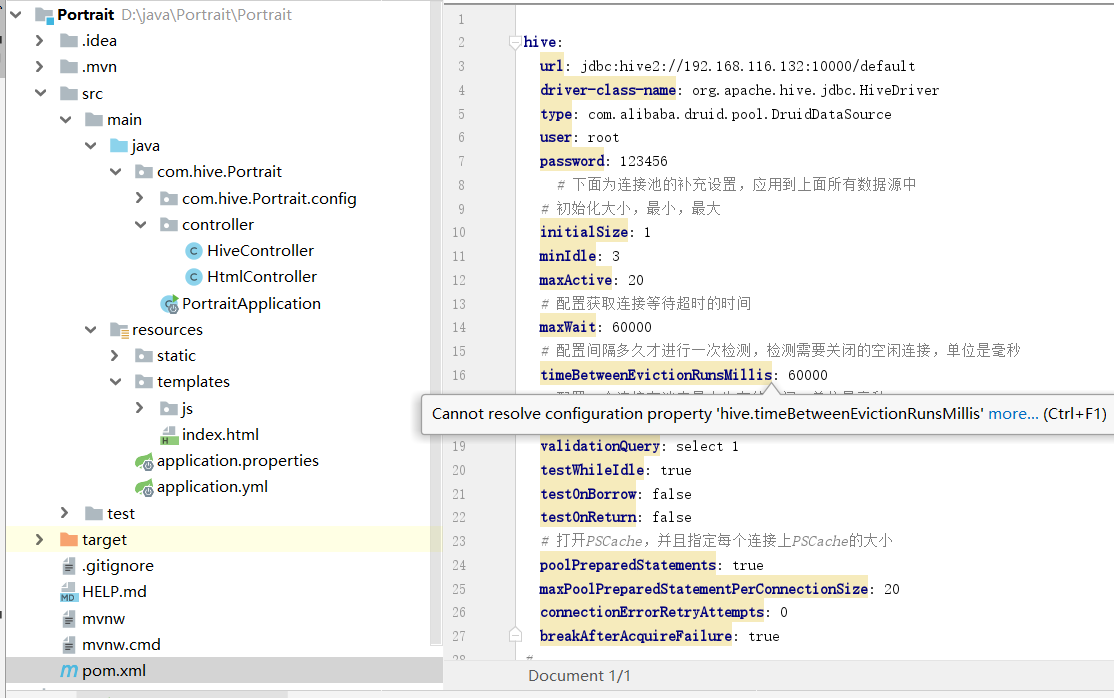 Portrait D:\java\Portrait\Portrait
.idea
.mvn
src
main
java
com.hive.Portrait
com.hive.Portrait.config
controller
HiveController
HtmlController
PortraitApplication
resources
static
templates
js
index.html
application.properties
application.yml
test
target
.gitignore
HELP.md
mvnw
mvnw.cmd
pom.xml
1
2 hive:
3 url: jdbc:hive2://192.168.116.132:10000/default
4 driver-class-name: org.apache.hive.jdbc.HiveDriver
5 type: com.alibaba.druid.pool.DruidDataSource
6 user: root
7 password: 123456
8 # 下面为连接池的补充设置，应用到上面所有数据源中
9 # 初始化大小，最小，最大
10 initialSize: 1
11 minIdle: 3
12 maxActive: 20
13 # 配置获取连接等待超时的时间
14 maxWait: 60000
15 # 配置间隔多久才进行一次检测，检测需要关闭的空闲连接，单位是毫秒
16 timeBetweenEvictionRunsMillis: 60000
Cannot resolve configuration property 'hive.timeBetweenEvictionRunsMillis' more... (Ctrl+F1)
19 validationQuery: select 1
20 testWhileIdle: true
21 testOnBorrow: false
22 testOnReturn: false
23 # 打开PSCache，并且指定每个连接上PSCache的大小
24 poolPreparedStatements: true
25 maxPoolPreparedStatementPerConnectionSize: 20
26 connectionErrorRetryAttempts: 0
27 breakAfterAcquireFailure: true
28 #
Document 1/1